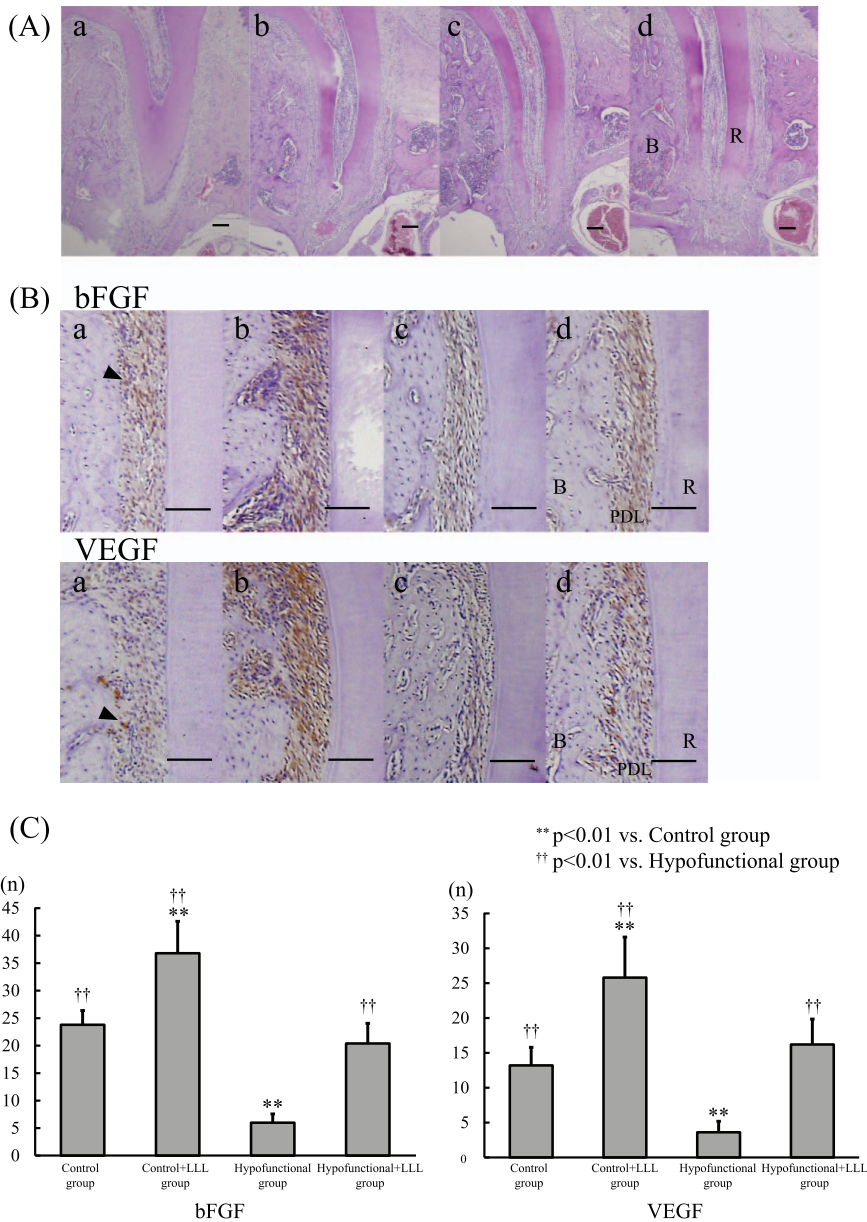 (A)
a b c d
B R
(B) bFGF
a b c d
B R
PDL
VEGF
a b c d
B R
PDL
(C)
** p<0.01 vs. Control group
†† p<0.01 vs. Hypofunctional group
(n)
45
40
35
30
25
20
15
10
5
0
††
††
**
**
††
Control group
Control+LLL group
Hypofunctional group
Hypofunctional+LLL group
bFGF
(n)
35
30
25
20
15
10
5
0
††
††
**
**
††
Control group
Control+LLL group
Hypofunctional group
Hypofunctional+LLL group
VEGF